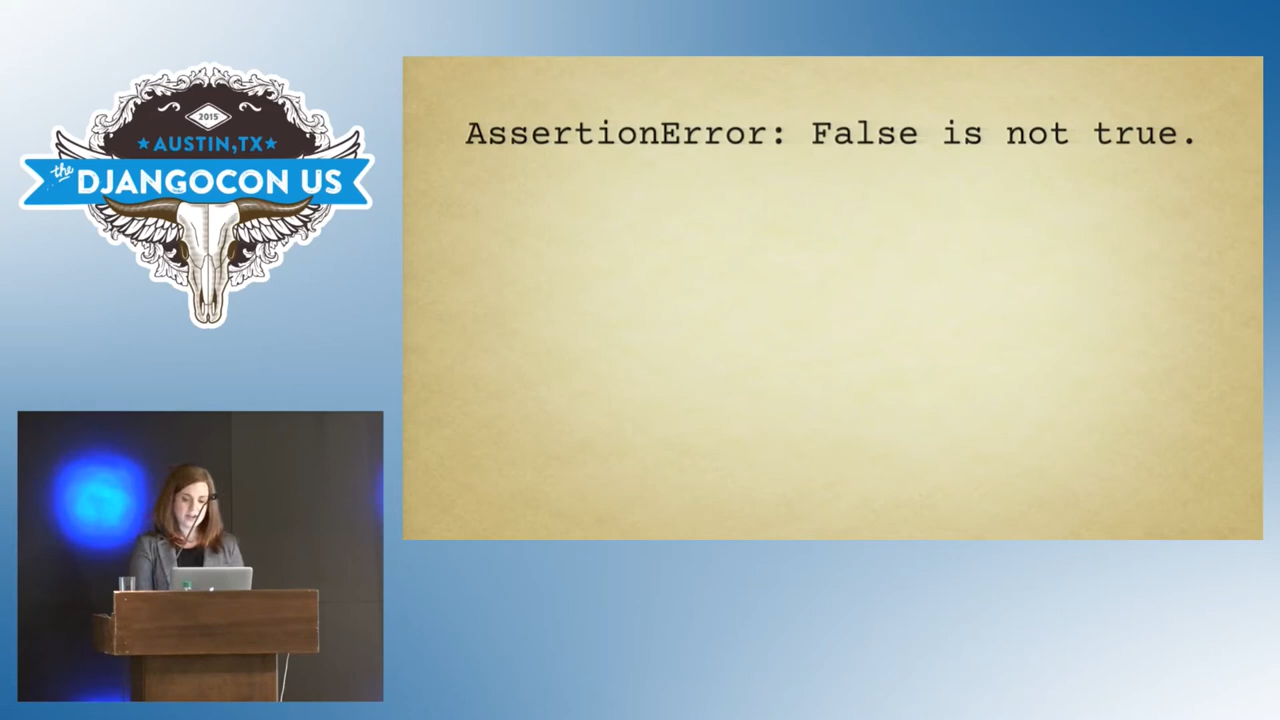 2015
★AUSTIN,TX★
the
DJANGOCON US
AssertionError: False is not true.